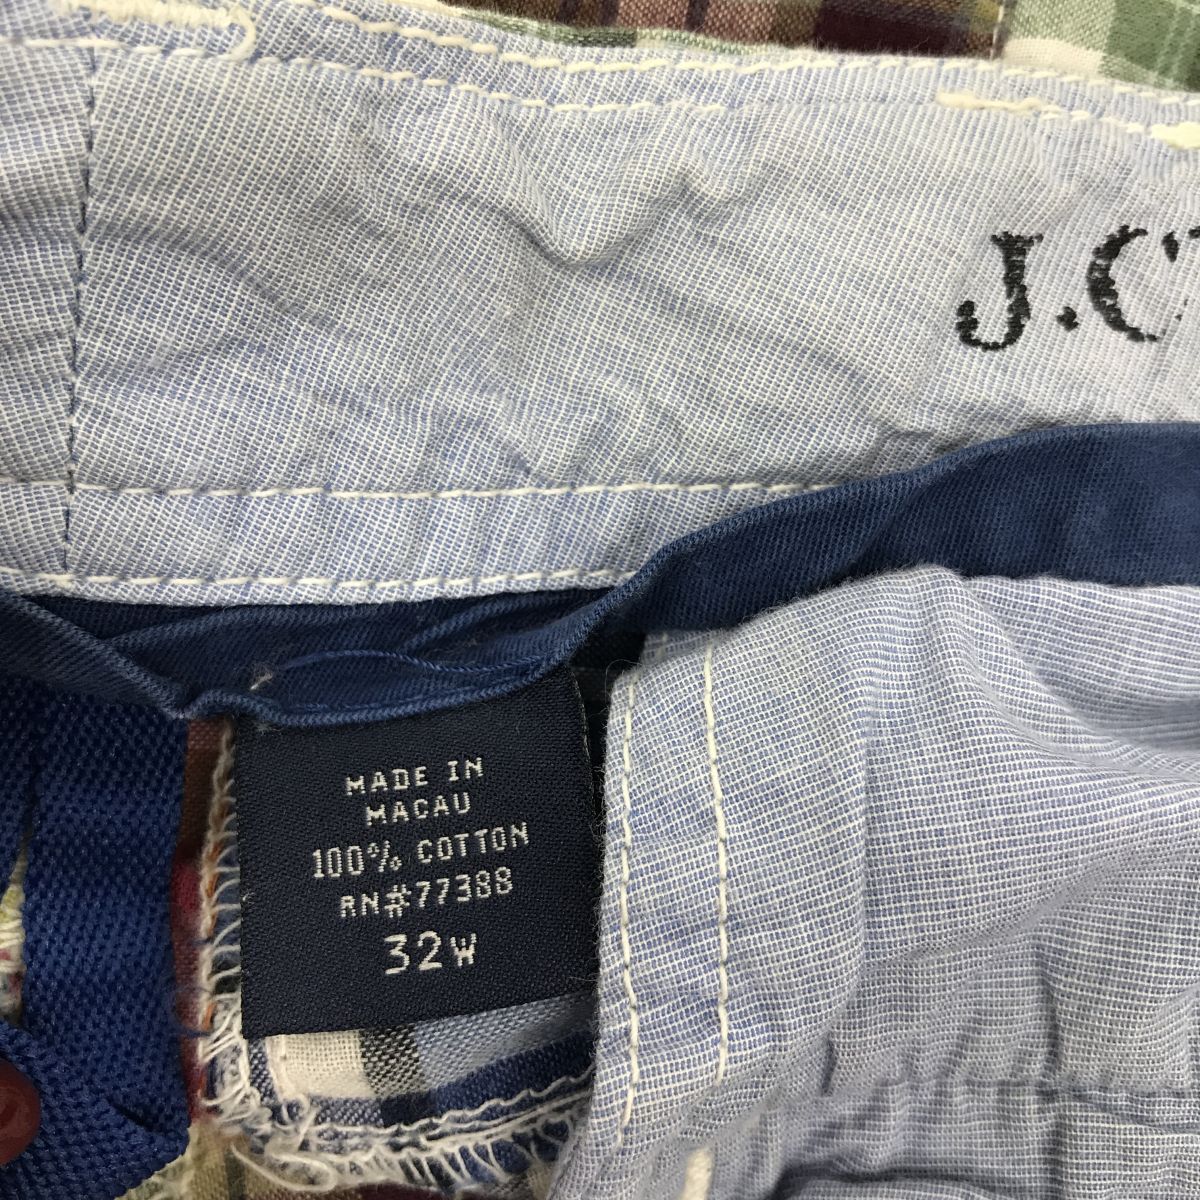 J.C
MADE IN
MACAU
100% COTTON
RN#77388
32W